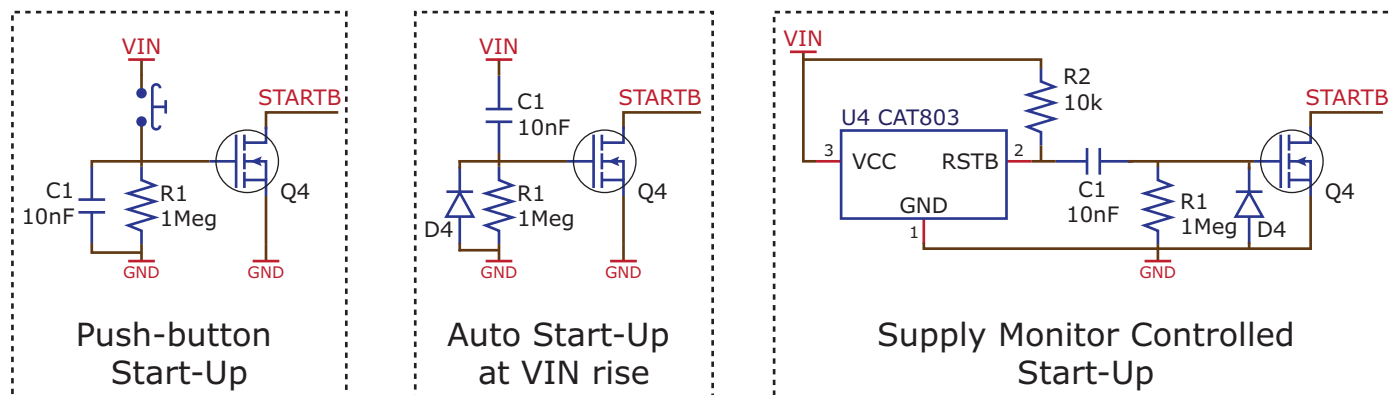 VIN
STARTB
C1
10nF
R1
1Meg
Q4
GND
GND
Push-button
Start-Up
VIN
C1
10nF
STARTB
R1
1Meg
D4
Q4
GND
GND
Auto Start-Up
at VIN rise
VIN
R2
10k
STARTB
U4 CAT803
3
VCC
RSTB
2
GND
1
C1
10nF
R1
1Meg
D4
Q4
GND
Supply Monitor Controlled
Start-Up